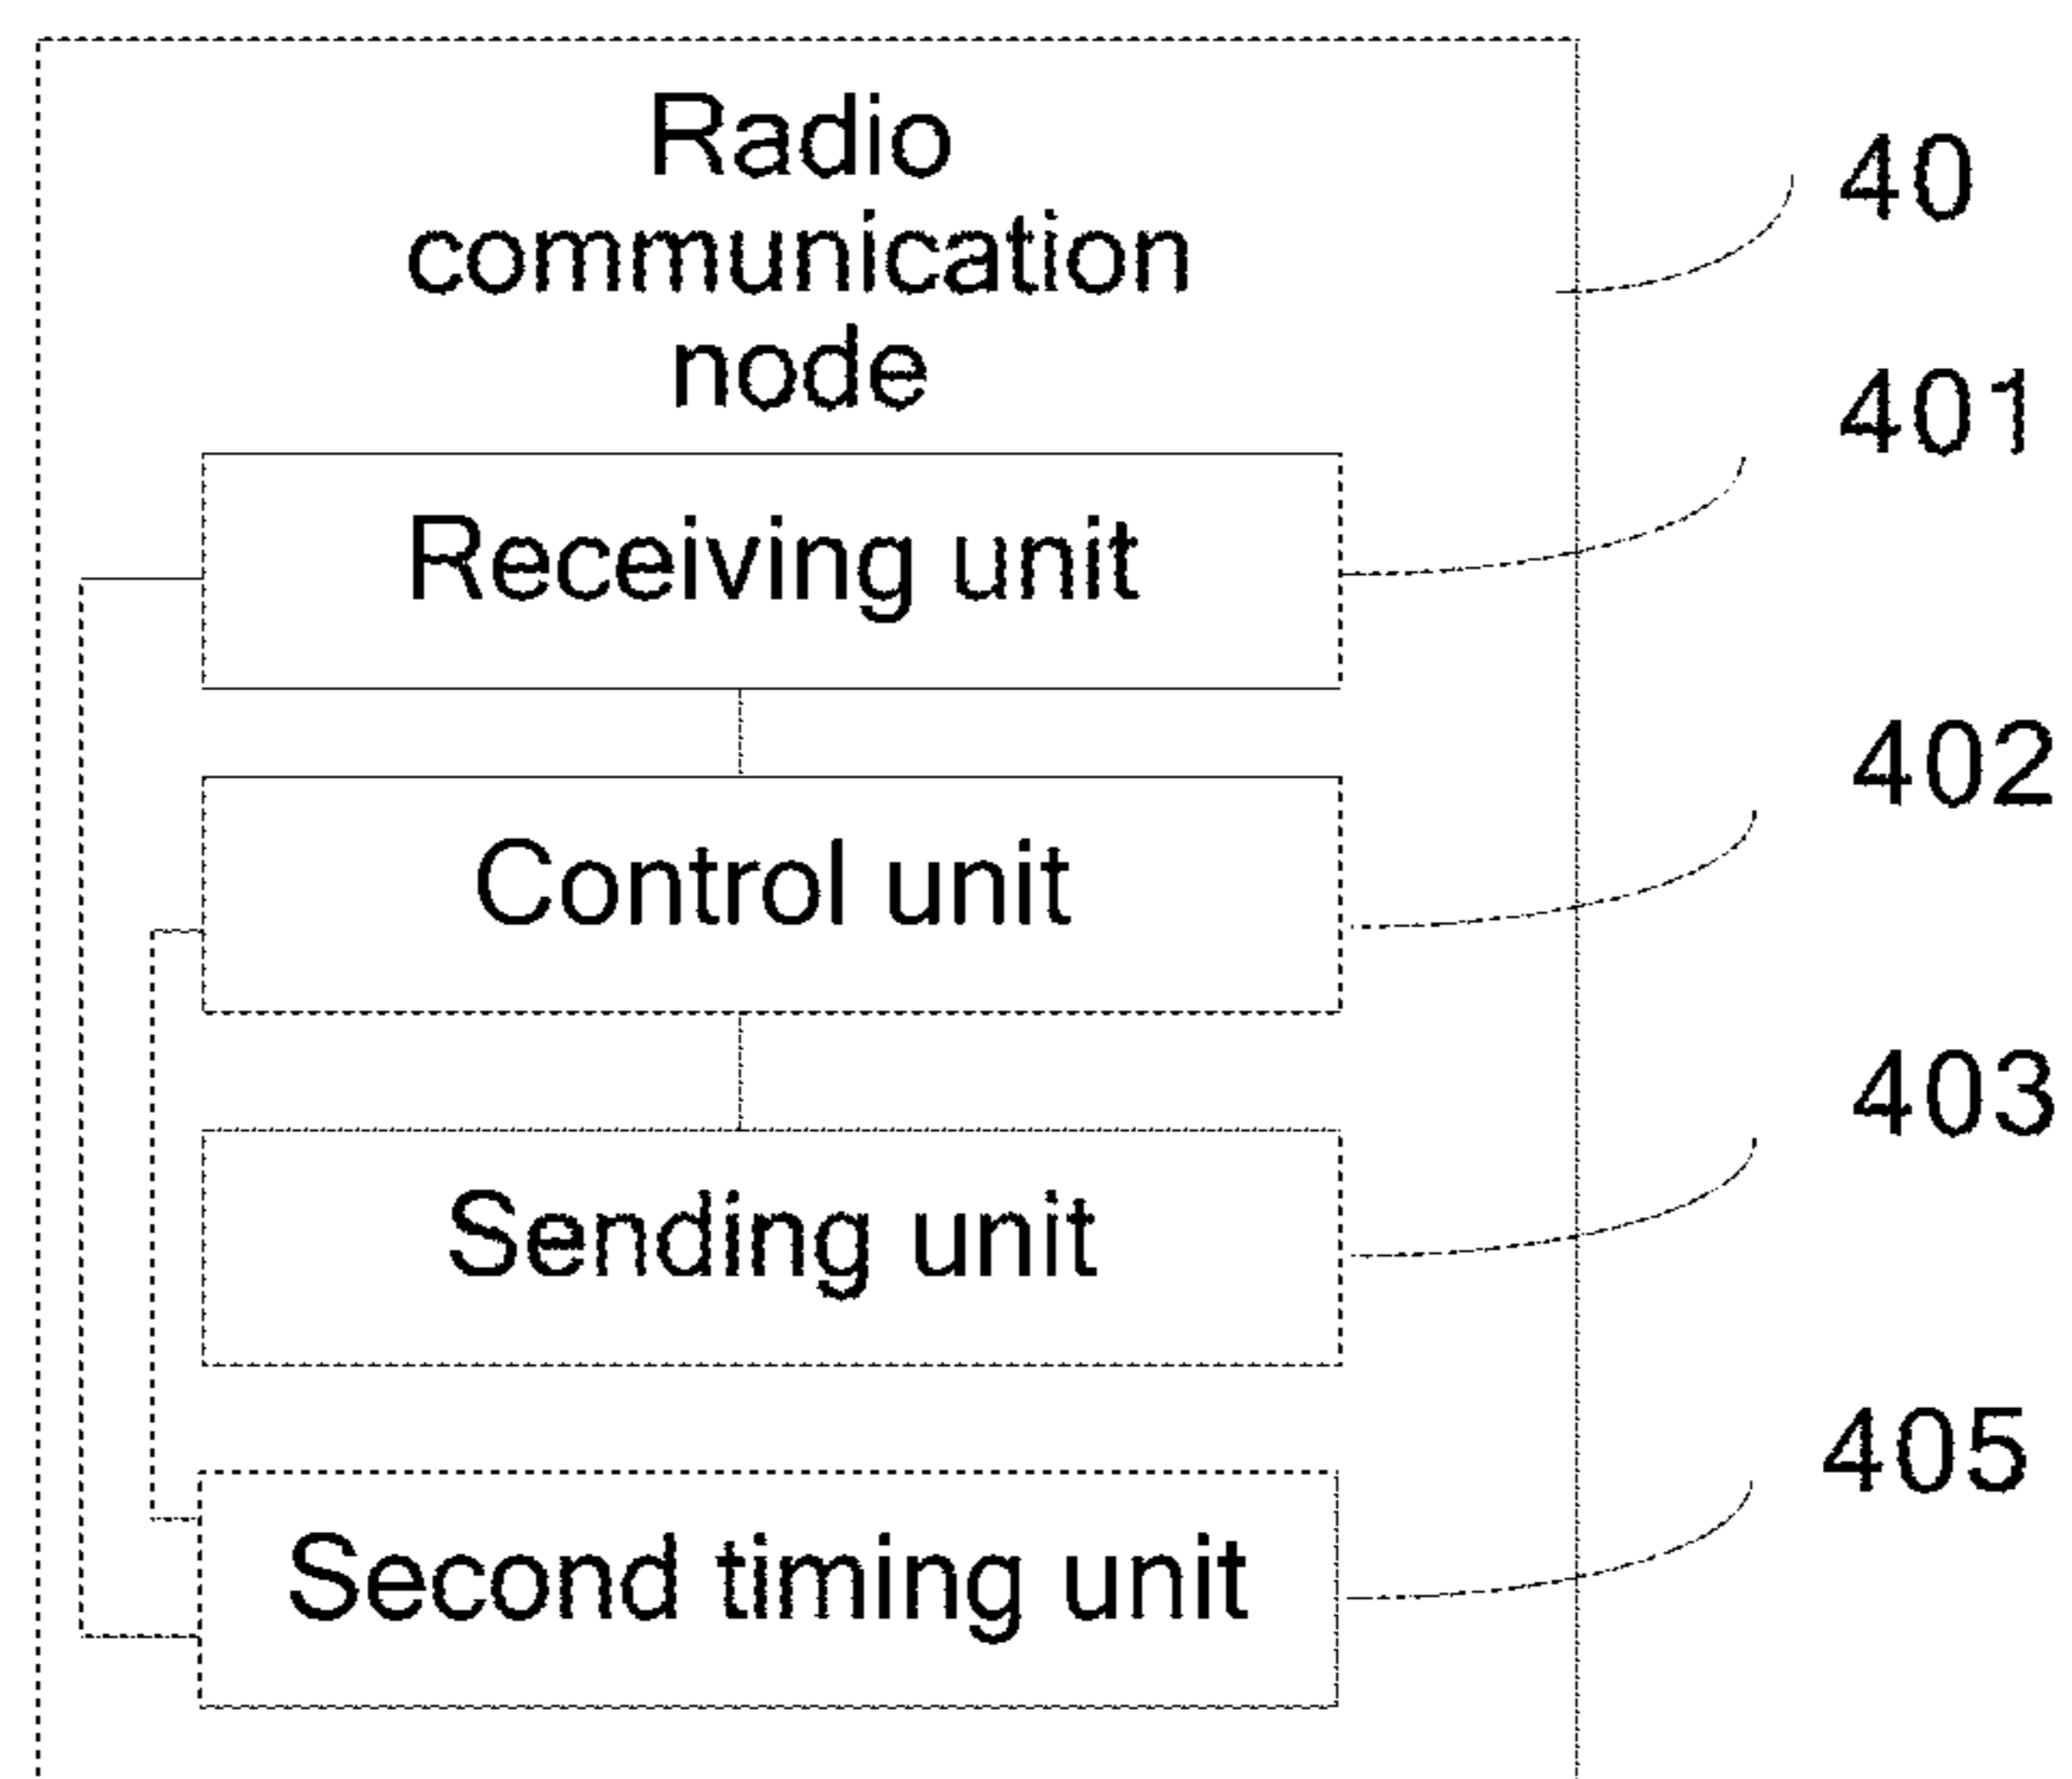 Radio
communication
node
40
401
Receiving unit
402
Control unit
403
Sending unit
405
Second timing unit